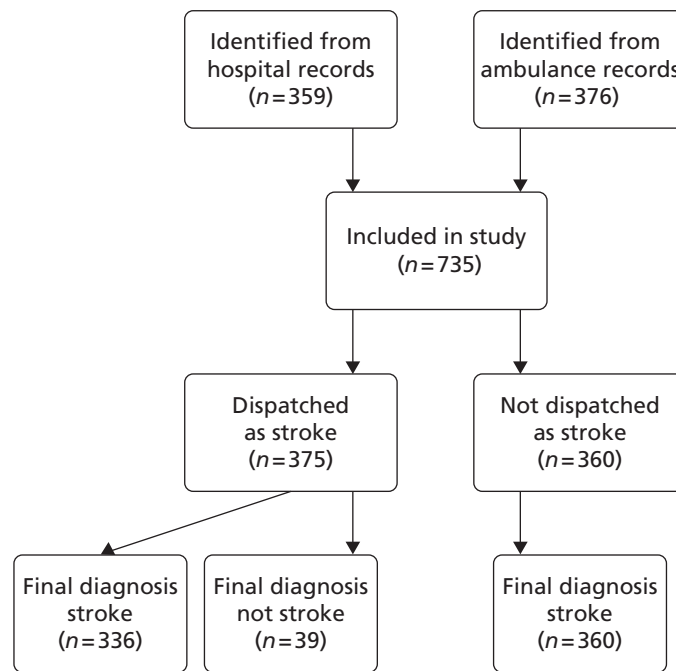 Identified from
hospital records
(n=359)
Identified from
ambulance records
(n=376)
Included in study
(n=735)
Dispatched
as stroke
(n=375)
Not dispatched
as stroke
(n=360)
Final diagnosis
stroke
(n=336)
Final diagnosis
not stroke
(n=39)
Final diagnosis
stroke
(n=360)